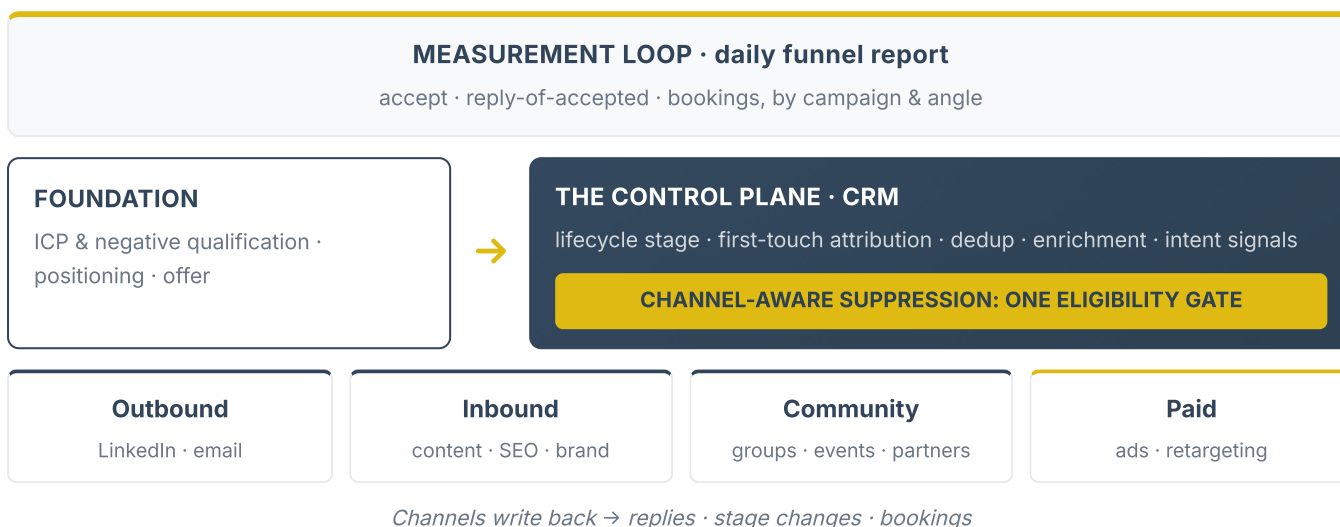 MEASUREMENT LOOP · daily funnel report
accept · reply-of-accepted · bookings, by campaign & angle
FOUNDATION
ICP & negative qualification ·
positioning · offer
→
THE CONTROL PLANE · CRM
lifecycle stage · first-touch attribution · dedup · enrichment · intent signals
CHANNEL-AWARE SUPPRESSION: ONE ELIGIBILITY GATE
Outbound
LinkedIn · email
Inbound
content · SEO · brand
Community
groups · events · partners
Paid
ads · retargeting
Channels write back → replies · stage changes · bookings